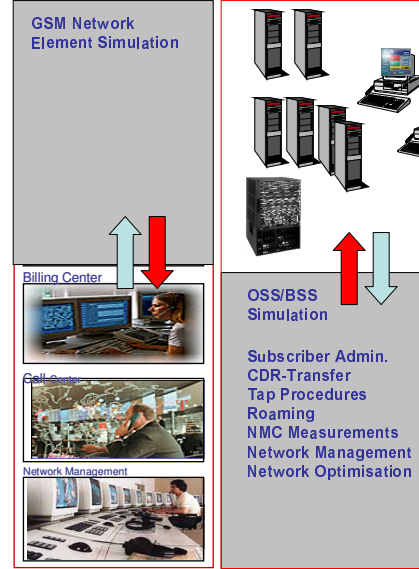 GSM Network
Element Simulation
Billing Center
Call Center
Network Management
OSS/BSS
Simulation
Subscriber Admin.
CDR-Transfer
Tap Procedures
Roaming
NMC Measurements
Network Management
Network Optimisation